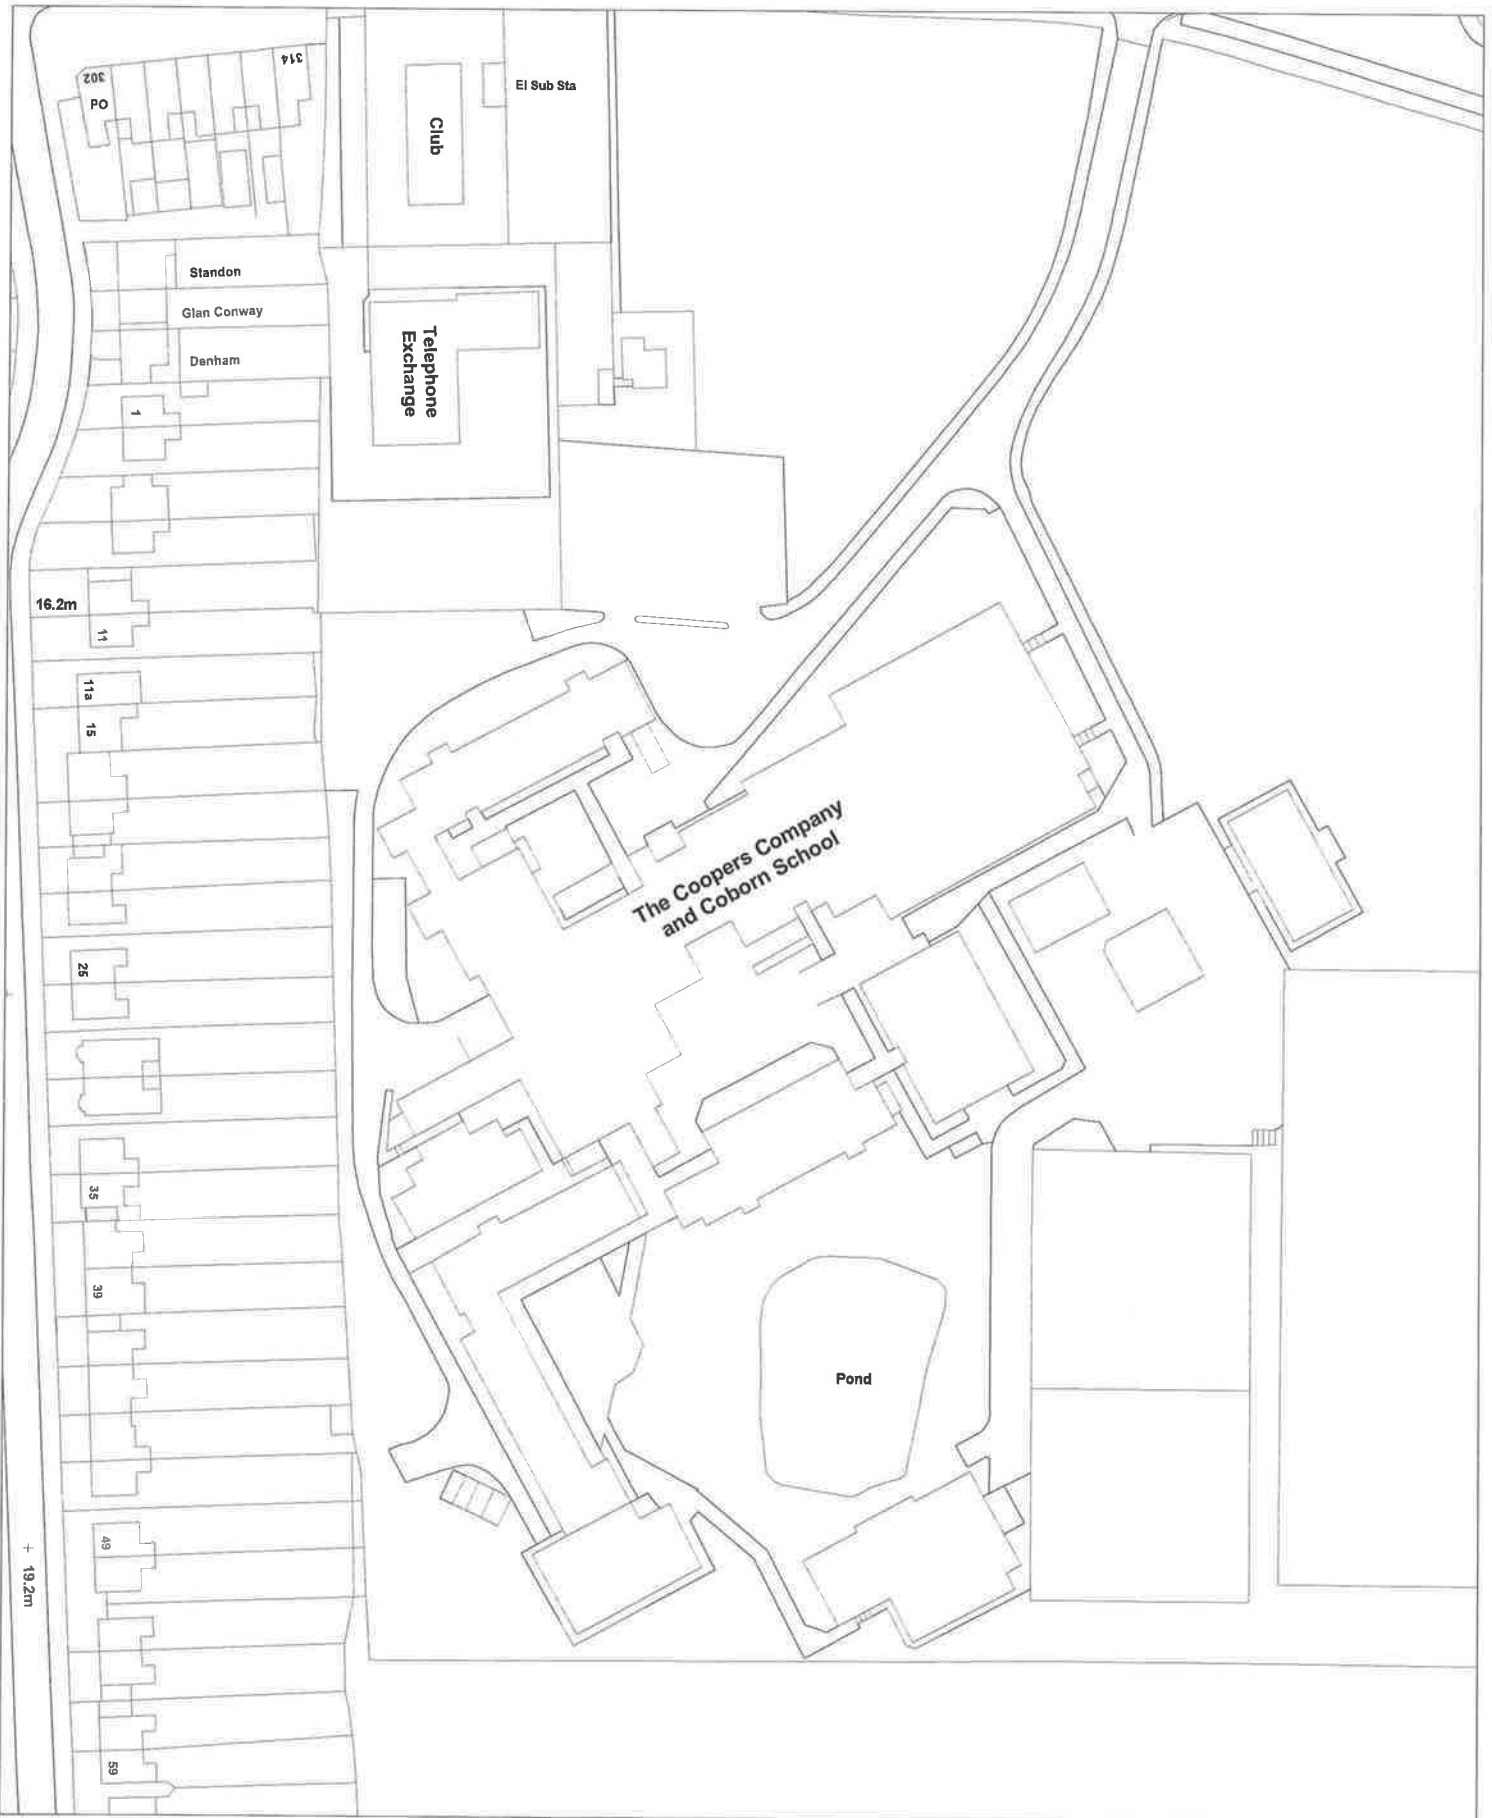 314
302
PO
El Sub Sta
Club
Standon
Glan Conway
Denham
Telephone
Exchange
1
16.2m
11
11a
15
The Coopers Company
and Coborn School
25
35
39
Pond
49
19.2m
59